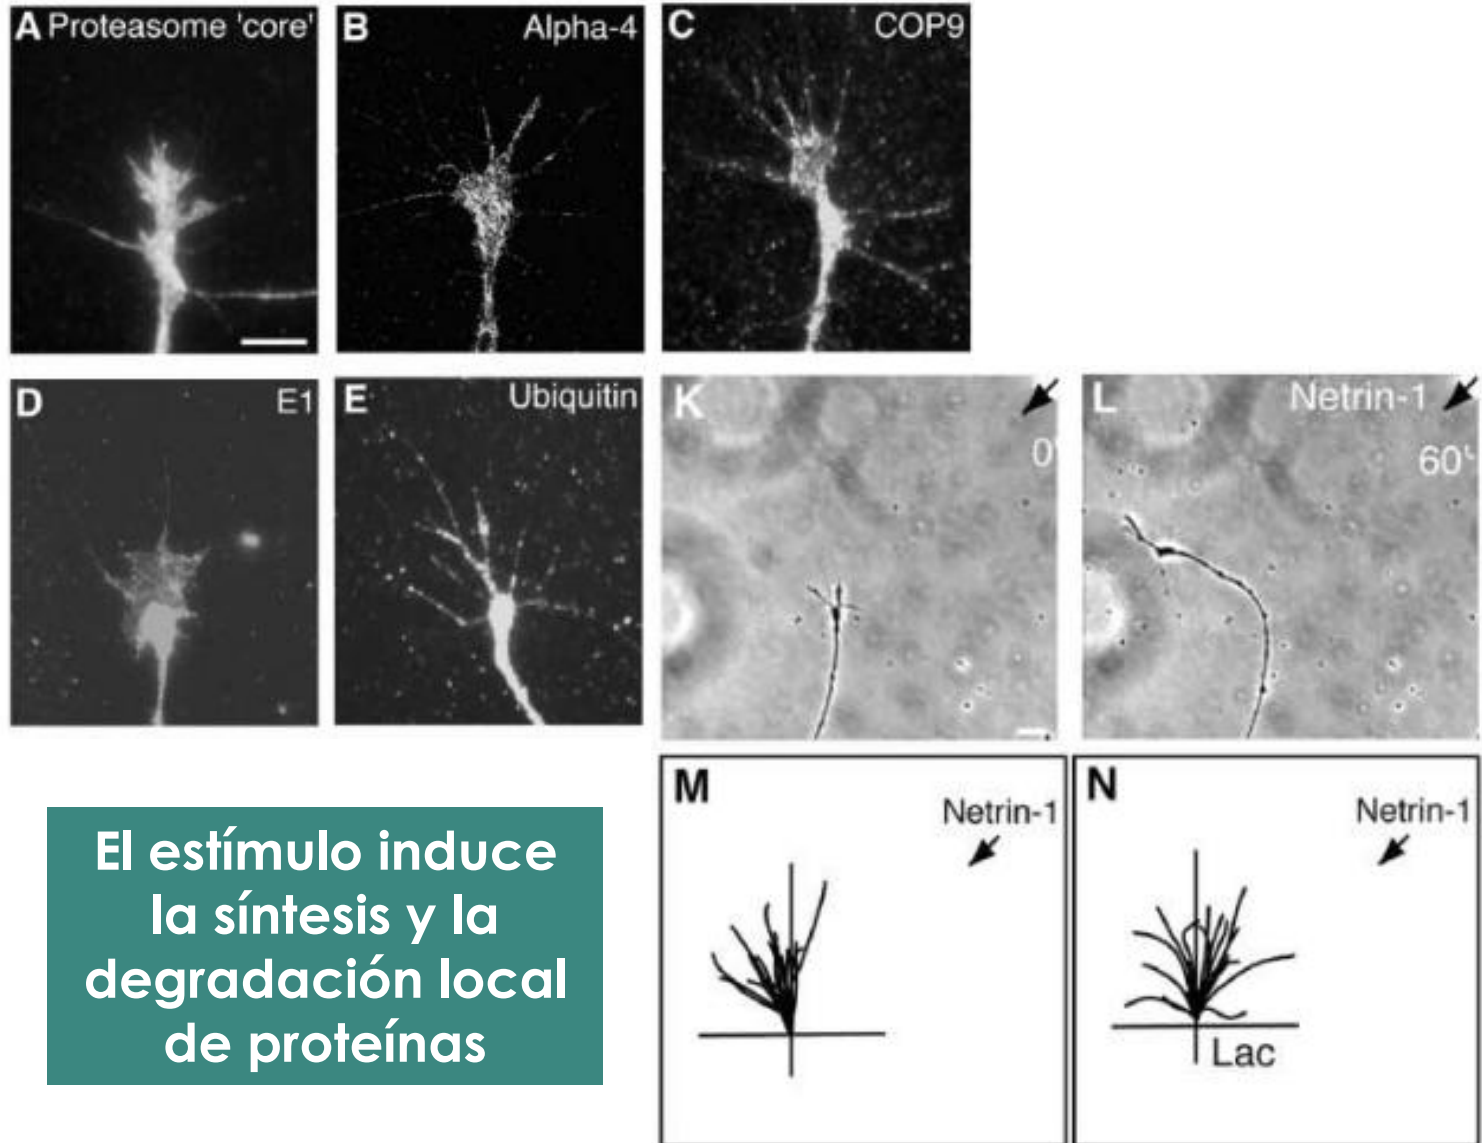 A Proteasome 'core'
B Alpha-4
C COP9
D E1
E Ubiquitin
K
0'
L Netrin-1
60'
M
Netrin-1
N
Netrin-1
Lac
El estímulo induce
la síntesis y la
degradación local
de proteínas